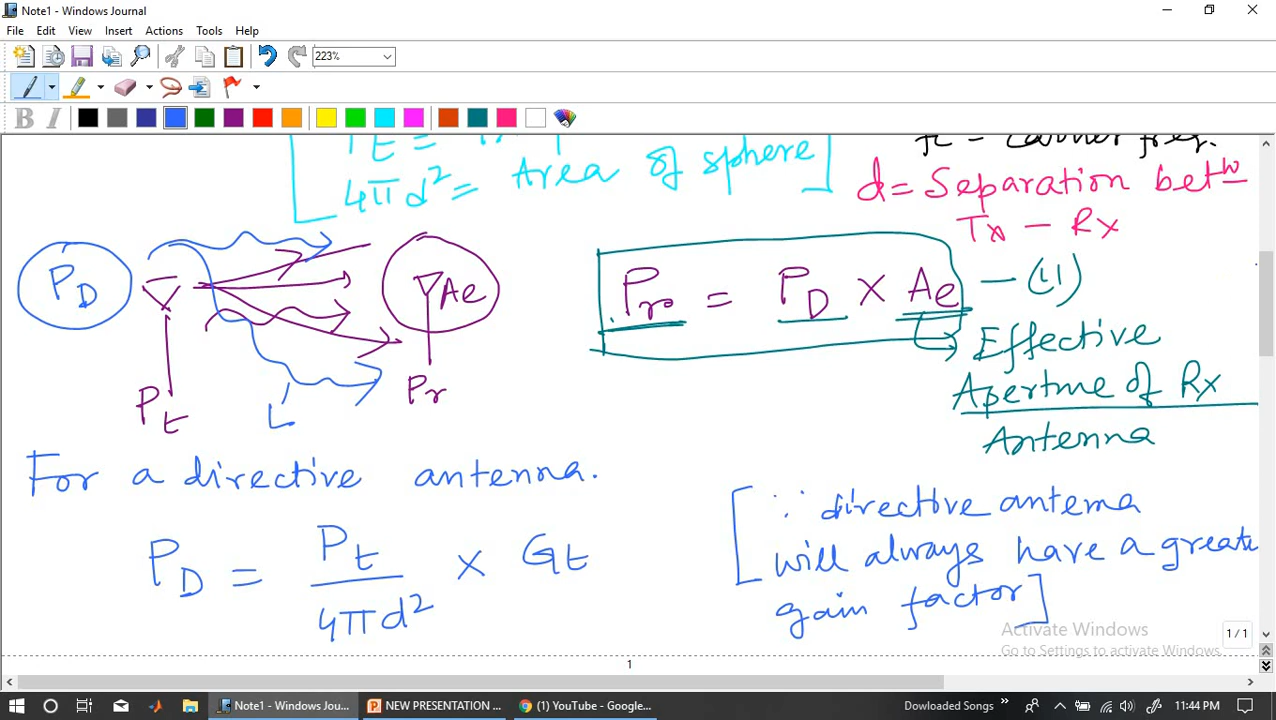 Note1 - Windows Journal
File Edit View Insert Actions Tools Help
223%
B I
4πd² = Area of sphere
fc - Carrier freq.
d = Separation betⁿ
Tx - Rx
PD
Ae
Pt
Pr
L
Pr = PD × Ae — (1)
Effective
Aperture of Rx
Antenna
For a directive antenna.
PD = Pt / 4πd² × Gt
[∵ directive antenna
will always have a greate
gain factor]
Activate Windows
Go to Settings to activate Windows.
1/1
1
Note1 - Windows Jou...
NEW PRESENTATION ...
(1) YouTube - Google...
Downloaded Songs
11:44 PM